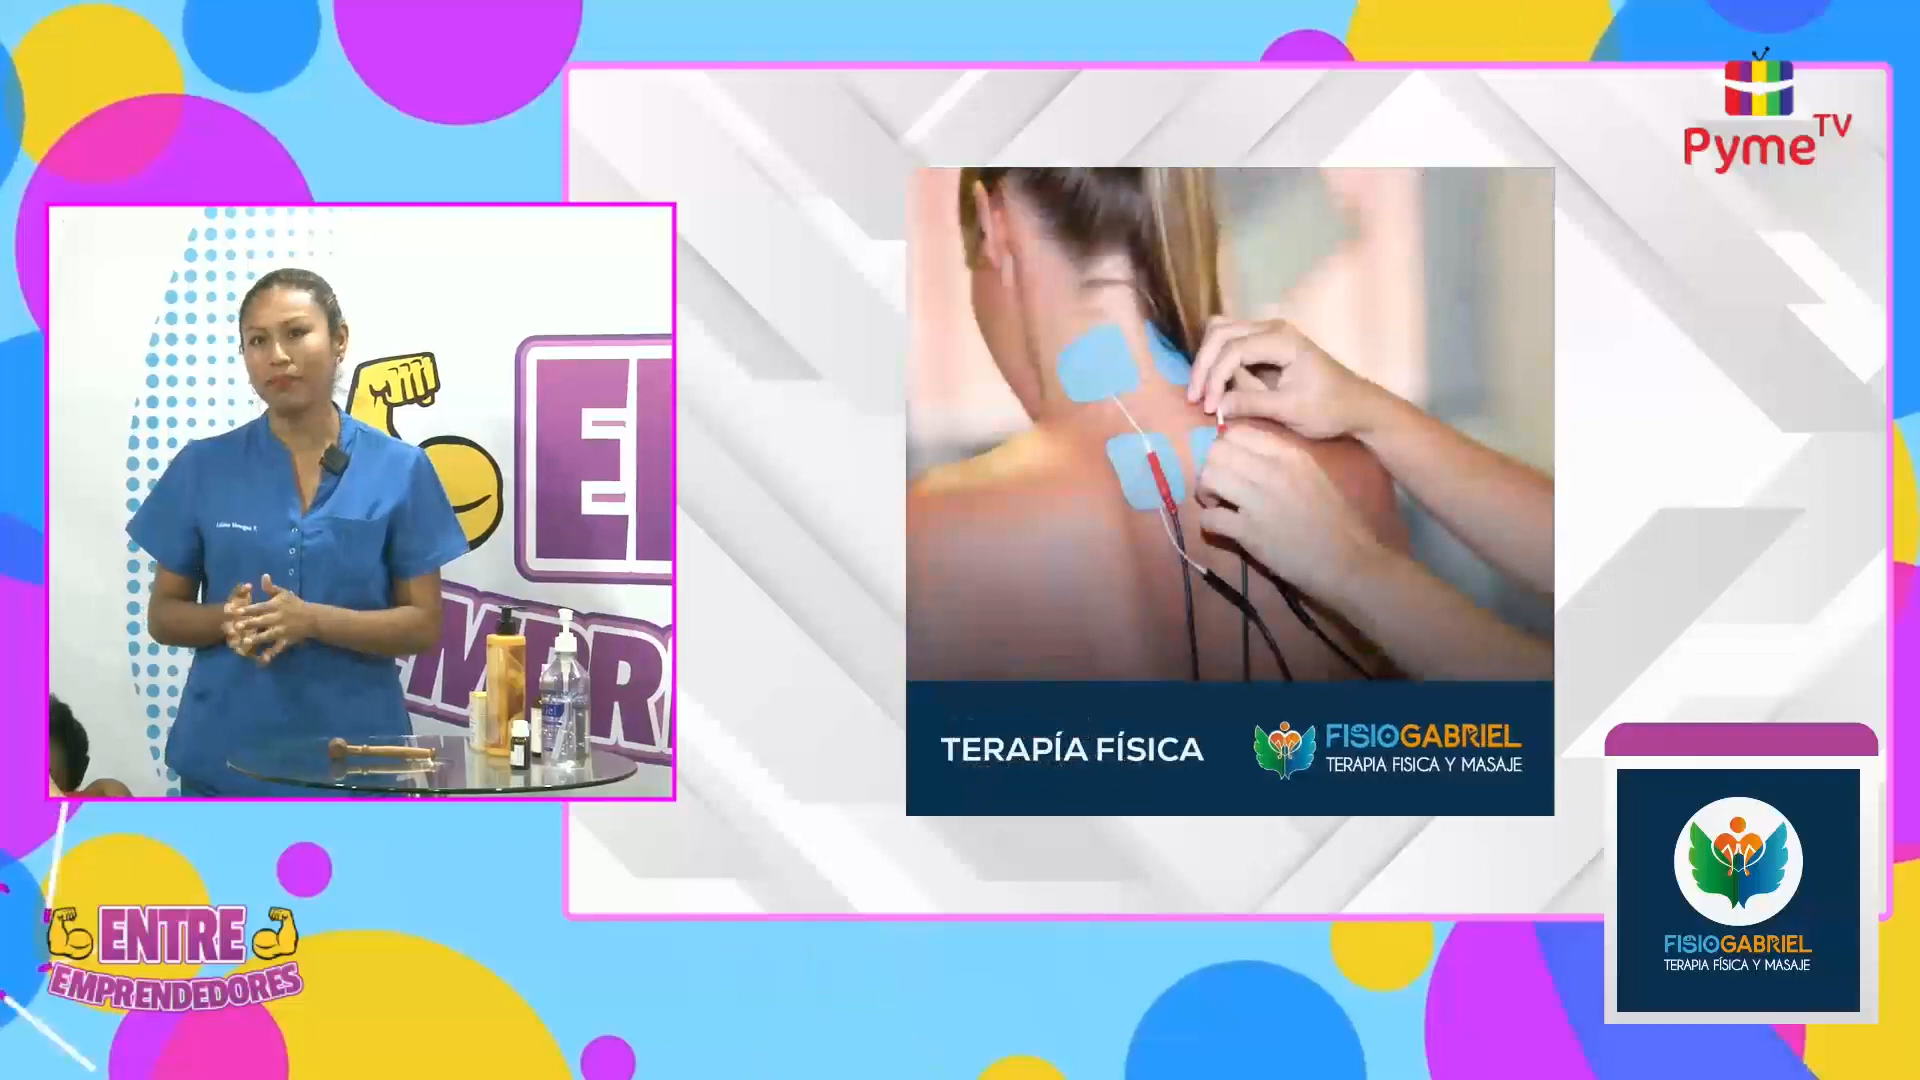 Pyme TV
TERAPÍA FÍSICA
FISIOGABRIEL
TERAPIA FISICA Y MASAJE
FISIOGABRIEL
TERAPIA FÍSICA Y MASAJE
ENTRE
EMPRENDEDORES